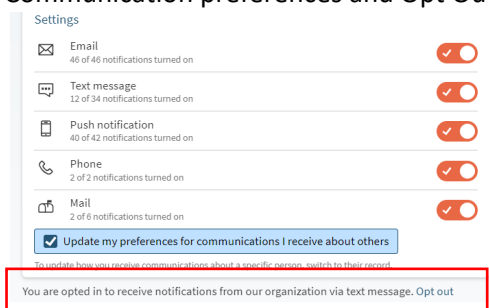 Communication preferences and Opt Ou
Settings
Email
46 of 46 notifications turned on
Text message
12 of 34 notifications turned on
Push notification
40 of 42 notifications turned on
Phone
2 of 2 notifications turned on
Mail
2 of 6 notifications turned on
Update my preferences for communications I receive about others
To update how you receive communications about a specific person, switch to their record.
You are opted in to receive notifications from our organization via text message. Opt out